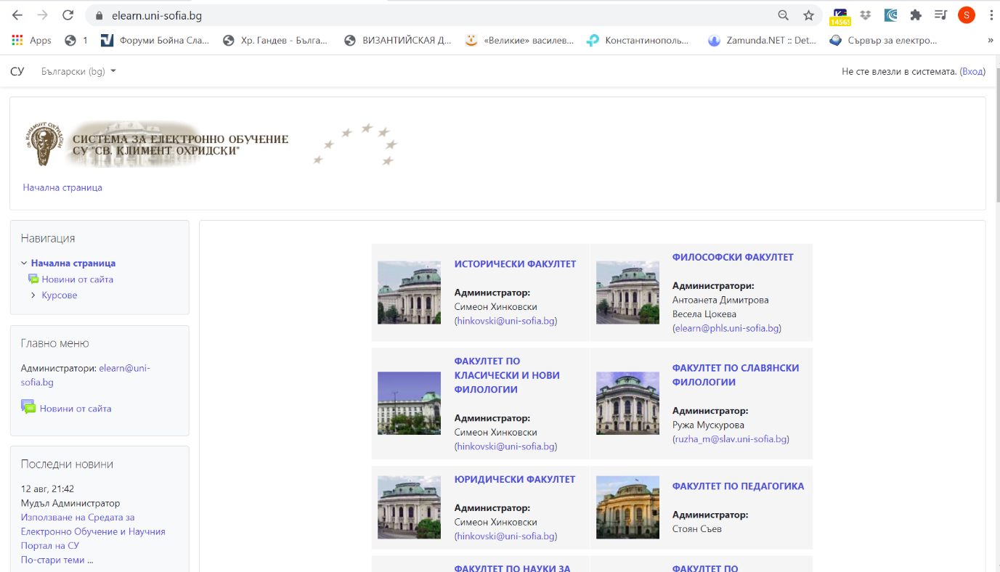 elearn.uni-sofia.bg
1456!
S
Apps
1
Форуми Бойна Сла...
Хр. Гандев - Бълга...
ВИЗАНТИЙСКАЯ Д...
«Великие» василев...
Константинополь...
Zamunda.NET :: Det...
Сървър за електро...
»
СУ
Български (bg)
Не сте влезли в системата. (Вход)
СВ. КЛИМЕНТ ОХРИДСКИ
СИСТЕМА ЗА ЕЛЕКТРОННО ОБУЧЕНИЕ
СУ "СВ. КЛИМЕНТ ОХРИДСКИ"
Начална страница
Навигация
Начална страница
Новини от сайта
Курсове
Главно меню
Администратори: elearn@uni-
sofia.bg
Новини от сайта
Последни новини
12 авг, 21:42
Мудъл Администратор
Използване на Средата за
Електронно Обучение и Научния
Портал на СУ
По-стари теми ...
ИСТОРИЧЕСКИ ФАКУЛТЕТ
Администратор:
Симеон Хинковски
(hinkovski@uni-sofia.bg)
ФИЛОСОФСКИ ФАКУЛТЕТ
Администратори:
Антоанета Димитрова
Весела Цокева
(elearn@phls.uni-sofia.bg)
ФАКУЛТЕТ ПО
КЛАСИЧЕСКИ И НОВИ
ФИЛОЛОГИИ
Администратор:
Симеон Хинковски
(hinkovski@uni-sofia.bg)
ФАКУЛТЕТ ПО СЛАВЯНСКИ
ФИЛОЛОГИИ
Администратор:
Ружа Мускурова
(ruzha_m@slav.uni-sofia.bg)
ЮРИДИЧЕСКИ ФАКУЛТЕТ
Администратор:
Симеон Хинковски
(hinkovski@uni-sofia.bg)
ФАКУЛТЕТ ПО ПЕДАГОГИКА
Администратор:
Стоян Съев
ФАКУЛТЕТ ПО НАУКИ ЗА
ФАКУЛТЕТ ПО